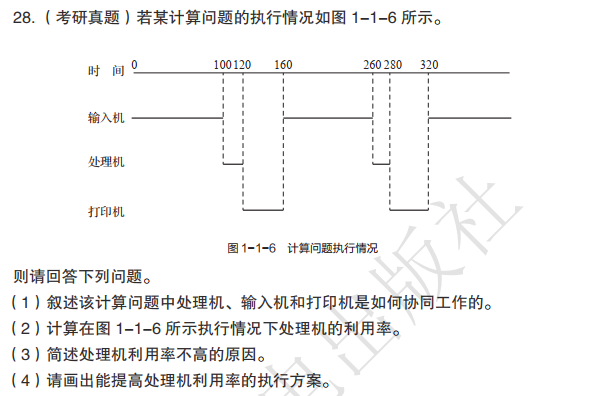 28.（考研真题）若某计算问题的执行情况如图 1-1-6 所示。
时 间 0 100 120 160 260 280 320
输入机
处理机
打印机
图 1-1-6 计算问题执行情况
则请回答下列问题。
（1）叙述该计算问题中处理机、输入机和打印机是如何协同工作的。
（2）计算在图 1-1-6 所示执行情况下处理机的利用率。
（3）简述处理机利用率不高的原因。
（4）请画出能提高处理机利用率的执行方案。
出版社